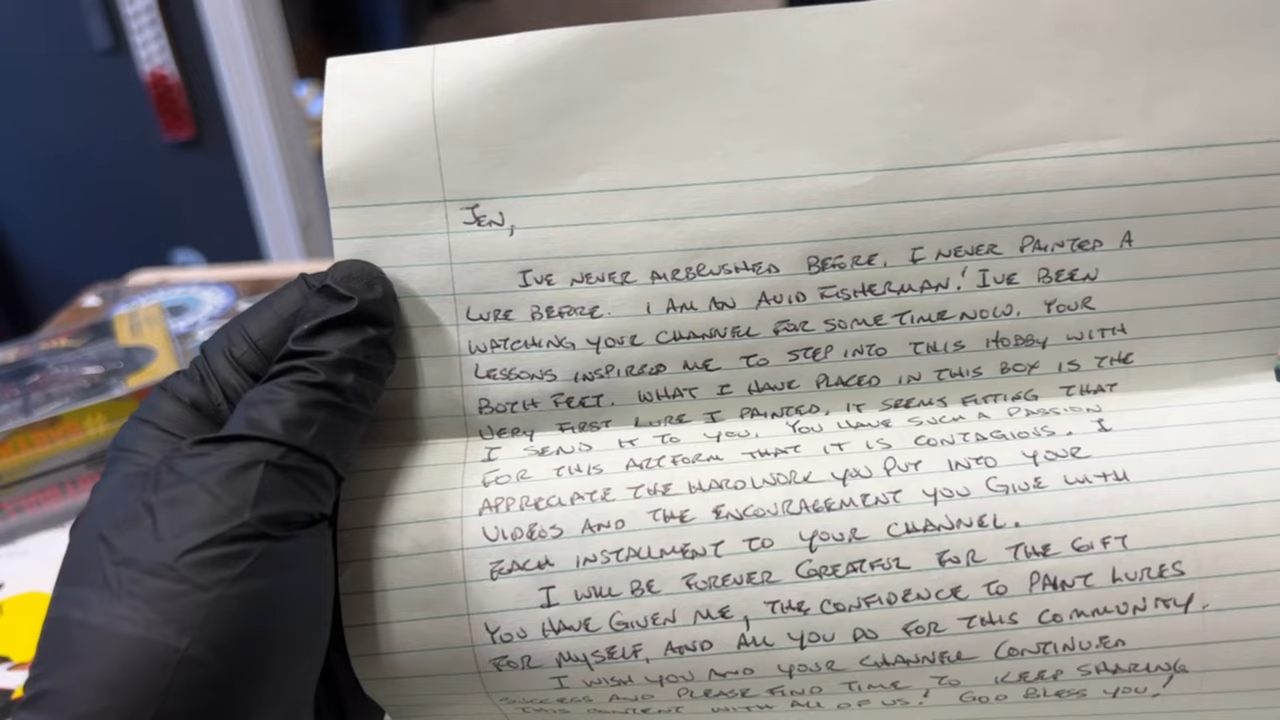 JEN,
IVE NEVER AIRBRUSHED BEFORE. I NEVER PAINTED A
LURE BEFORE. I AM AN AVID FISHERMAN! IVE BEEN
WATCHING YOUR CHANNEL FOR SOMETIME NOW. YOUR
LESSONS INSPIRED ME TO STEP INTO THIS HOBBY WITH
BOTH FEET. WHAT I HAVE PLACED IN THIS BOX IS THE
VERY FIRST LURE I PAINTED. IT SEEMS FITTING THAT
I SEND IT TO YOU. YOU HAVE SUCH A PASSION
FOR THIS ARTFORM THAT IT IS CONTAGIOUS. I
APPRECIATE THE HARDWORK YOU PUT INTO YOUR
VIDEOS AND THE ENCOURAGEMENT YOU GIVE WITH
EACH INSTALLMENT TO YOUR CHANNEL.
I WILL BE FOREVER GREATFUL FOR THE GIFT
YOU HAVE GIVEN ME, THE CONFIDENCE TO PAINT LURES
FOR MYSELF, AND ALL YOU DO FOR THIS COMMUNITY.
I WISH YOU AND YOUR CHANNEL CONTINUED
SUCCESS AND PLEASE FIND TIME TO KEEP SHARING
THIS CONTENT WITH ALL OF US! GOD BLESS YOU!